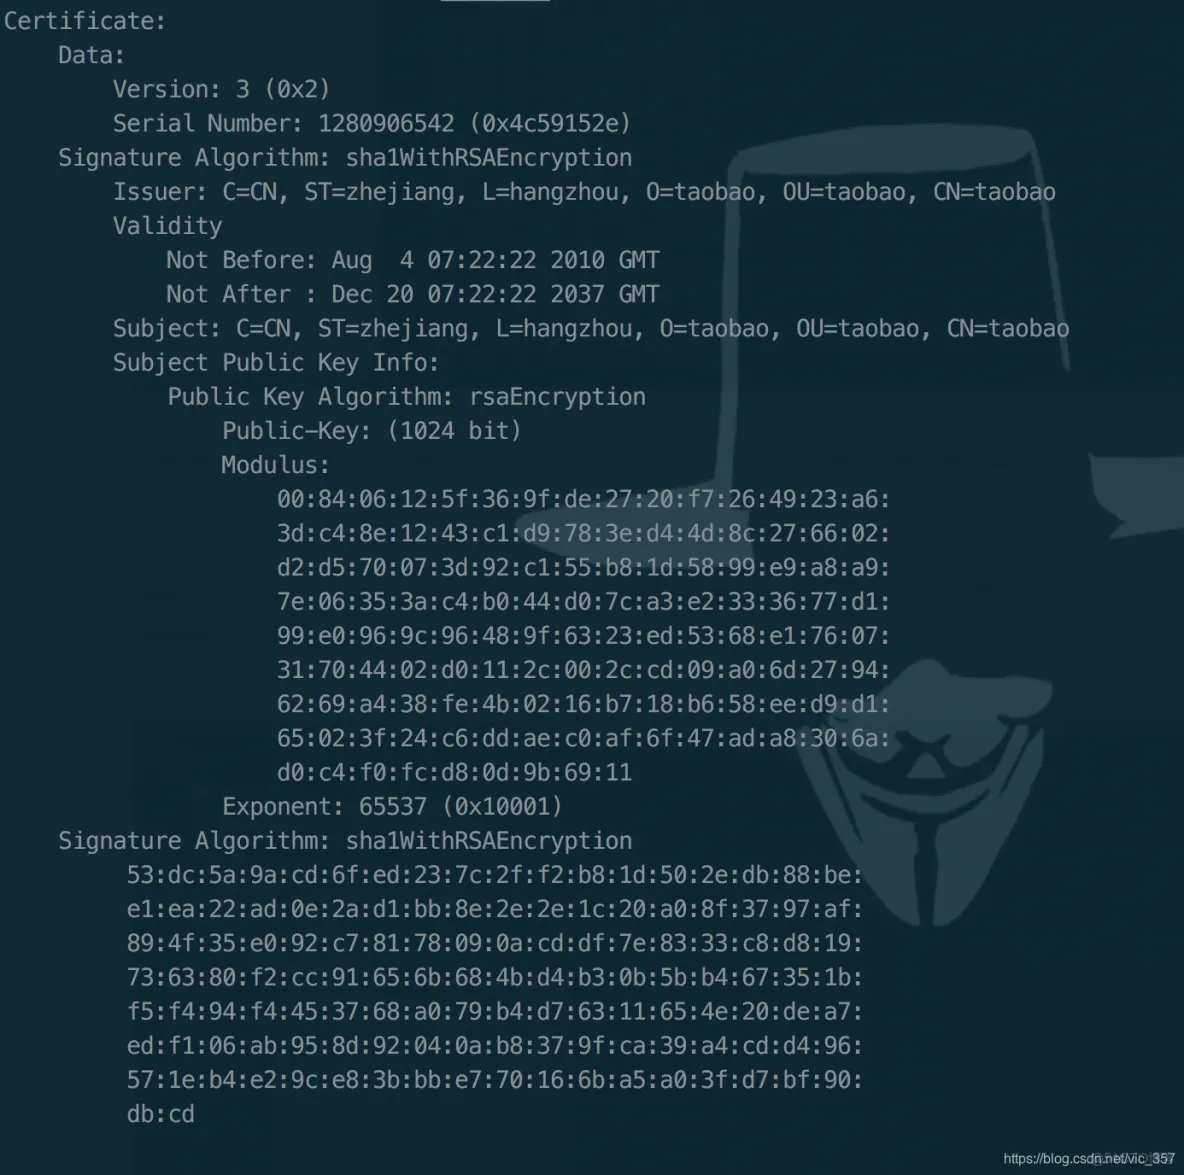 Certificate:
    Data:
        Version: 3 (0x2)
        Serial Number: 1280906542 (0x4c59152e)
    Signature Algorithm: sha1WithRSAEncryption
        Issuer: C=CN, ST=zhejiang, L=hangzhou, O=taobao, OU=taobao, CN=taobao
        Validity
            Not Before: Aug  4 07:22:22 2010 GMT
            Not After : Dec 20 07:22:22 2037 GMT
        Subject: C=CN, ST=zhejiang, L=hangzhou, O=taobao, OU=taobao, CN=taobao
        Subject Public Key Info:
            Public Key Algorithm: rsaEncryption
                Public-Key: (1024 bit)
                Modulus:
                    00:84:06:12:5f:36:9f:de:27:20:f7:26:49:23:a6:
                    3d:c4:8e:12:43:c1:d9:78:3e:d4:4d:8c:27:66:02:
                    d2:d5:70:07:3d:92:c1:55:b8:1d:58:99:e9:a8:a9:
                    7e:06:35:3a:c4:b0:44:d0:7c:a3:e2:33:36:77:d1:
                    99:e0:96:9c:96:48:9f:63:23:ed:53:68:e1:76:07:
                    31:70:44:02:d0:11:2c:00:2c:cd:09:a0:6d:27:94:
                    62:69:a4:38:fe:4b:02:16:b7:18:b6:58:ee:d9:d1:
                    65:02:3f:24:c6:dd:ae:c0:af:6f:47:ad:a8:30:6a:
                    d0:c4:f0:fc:d8:0d:9b:69:11
                Exponent: 65537 (0x10001)
    Signature Algorithm: sha1WithRSAEncryption
         53:dc:5a:9a:cd:6f:ed:23:7c:2f:f2:b8:1d:50:2e:db:88:be:
         e1:ea:22:ad:0e:2a:d1:bb:8e:2e:2e:1c:20:a0:8f:37:97:af:
         89:4f:35:e0:92:c7:81:78:09:0a:cd:df:7e:83:33:c8:d8:19:
         73:63:80:f2:cc:91:65:6b:68:4b:d4:b3:0b:5b:b4:67:35:1b:
         f5:f4:94:f4:45:37:68:a0:79:b4:d7:63:11:65:4e:20:de:a7:
         ed:f1:06:ab:95:8d:92:04:0a:b8:37:9f:ca:39:a4:cd:d4:96:
         57:1e:b4:e2:9c:e8:3b:bb:e7:70:16:6b:a5:a0:3f:d7:bf:90:
         db:cd
https://blog.csdn.net/vic_357